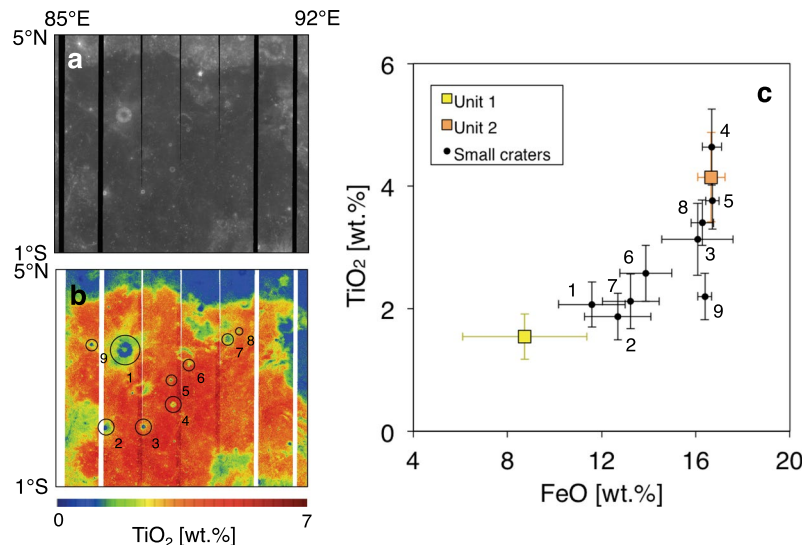 85°E 92°E
5°N
a
1°S
5°N
b
9
1
8
7
6
5
4
2
3
1°S
0 7
TiO₂ [wt.%]
c
6
4
2
0
TiO₂ [wt.%]
Unit 1
Unit 2
Small craters
4
5
8
3
6
7
1
9
2
4 8 12 16 20
FeO [wt.%]